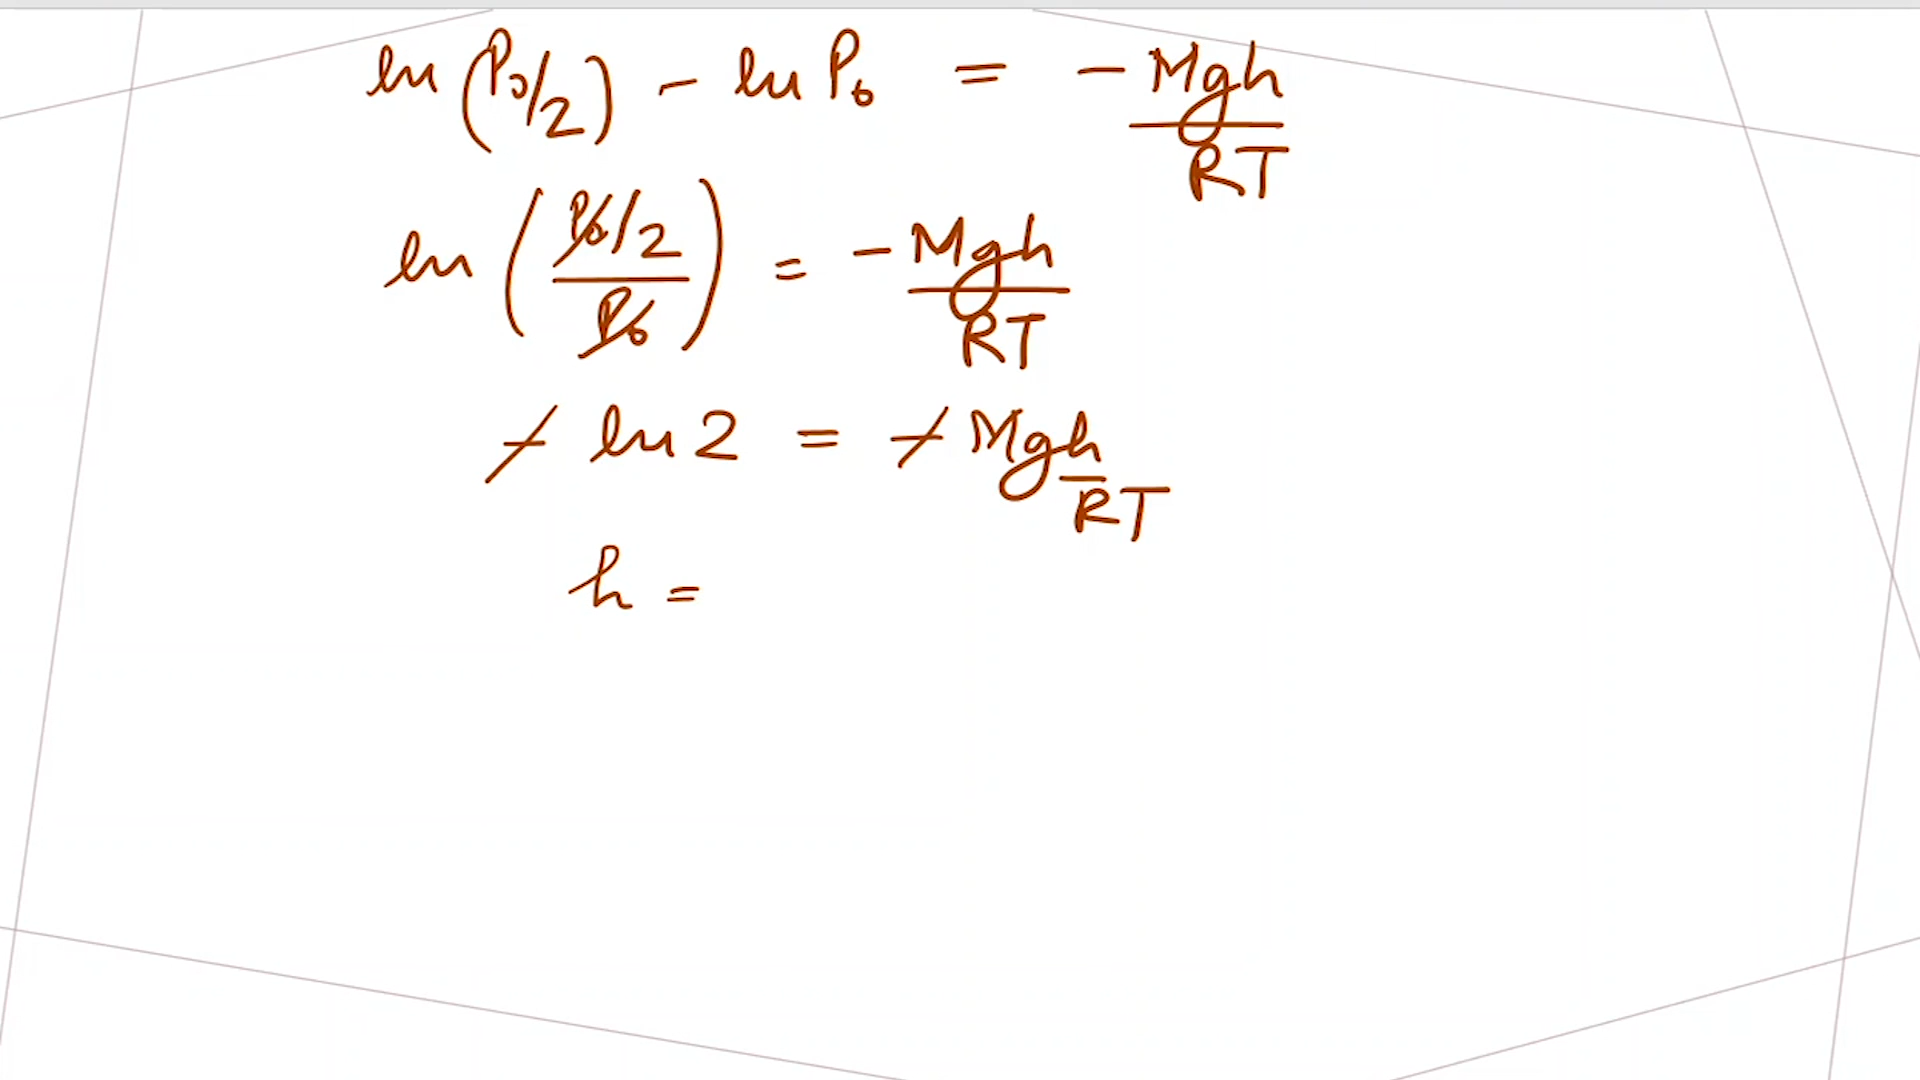 ln (P₀/2) - ln P₀ = - Mgh/RT
ln ( P₀/2 / P₀ ) = - Mgh/RT
- ln 2 = - Mgh/RT
h =